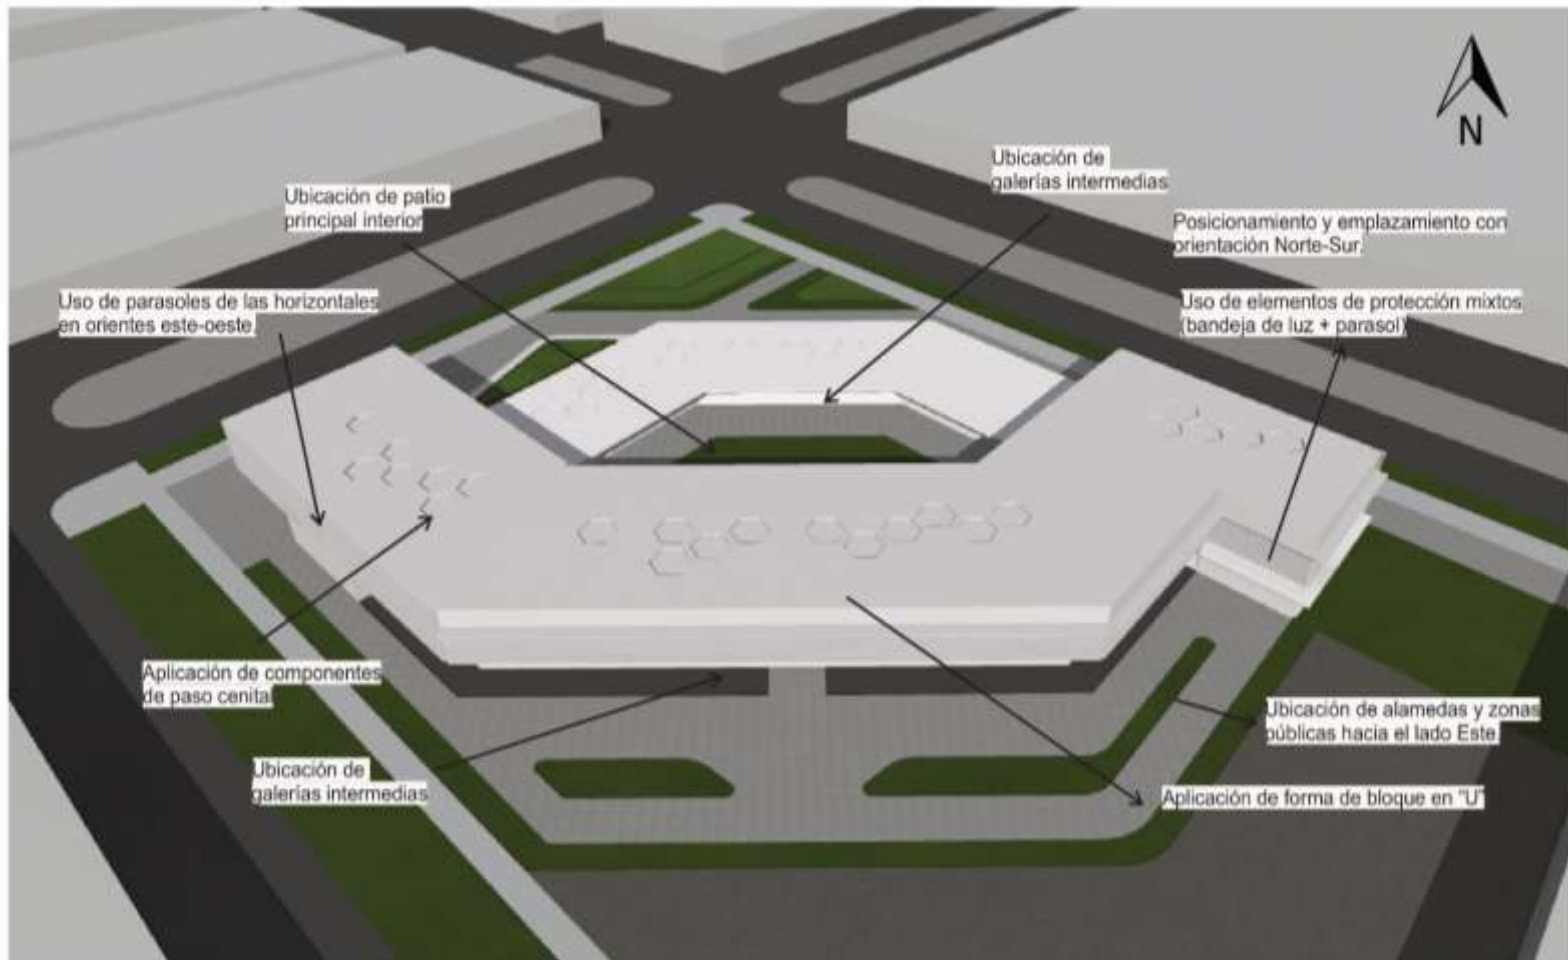 N
Ubicación de
galerías intermedias
Ubicación de patio
principal interior
Posicionamiento y emplazamiento con
orientación Norte-Sur.
Uso de parasoles de las horizontales
en orientes este-oeste.
Uso de elementos de protección mixtos
(bandeja de luz + parasol)
Aplicación de componentes
de paso cenital
Ubicación de alamedas y zonas
públicas hacia el lado Este
Ubicación de
galerías intermedias
Aplicación de forma de bloque en "U"